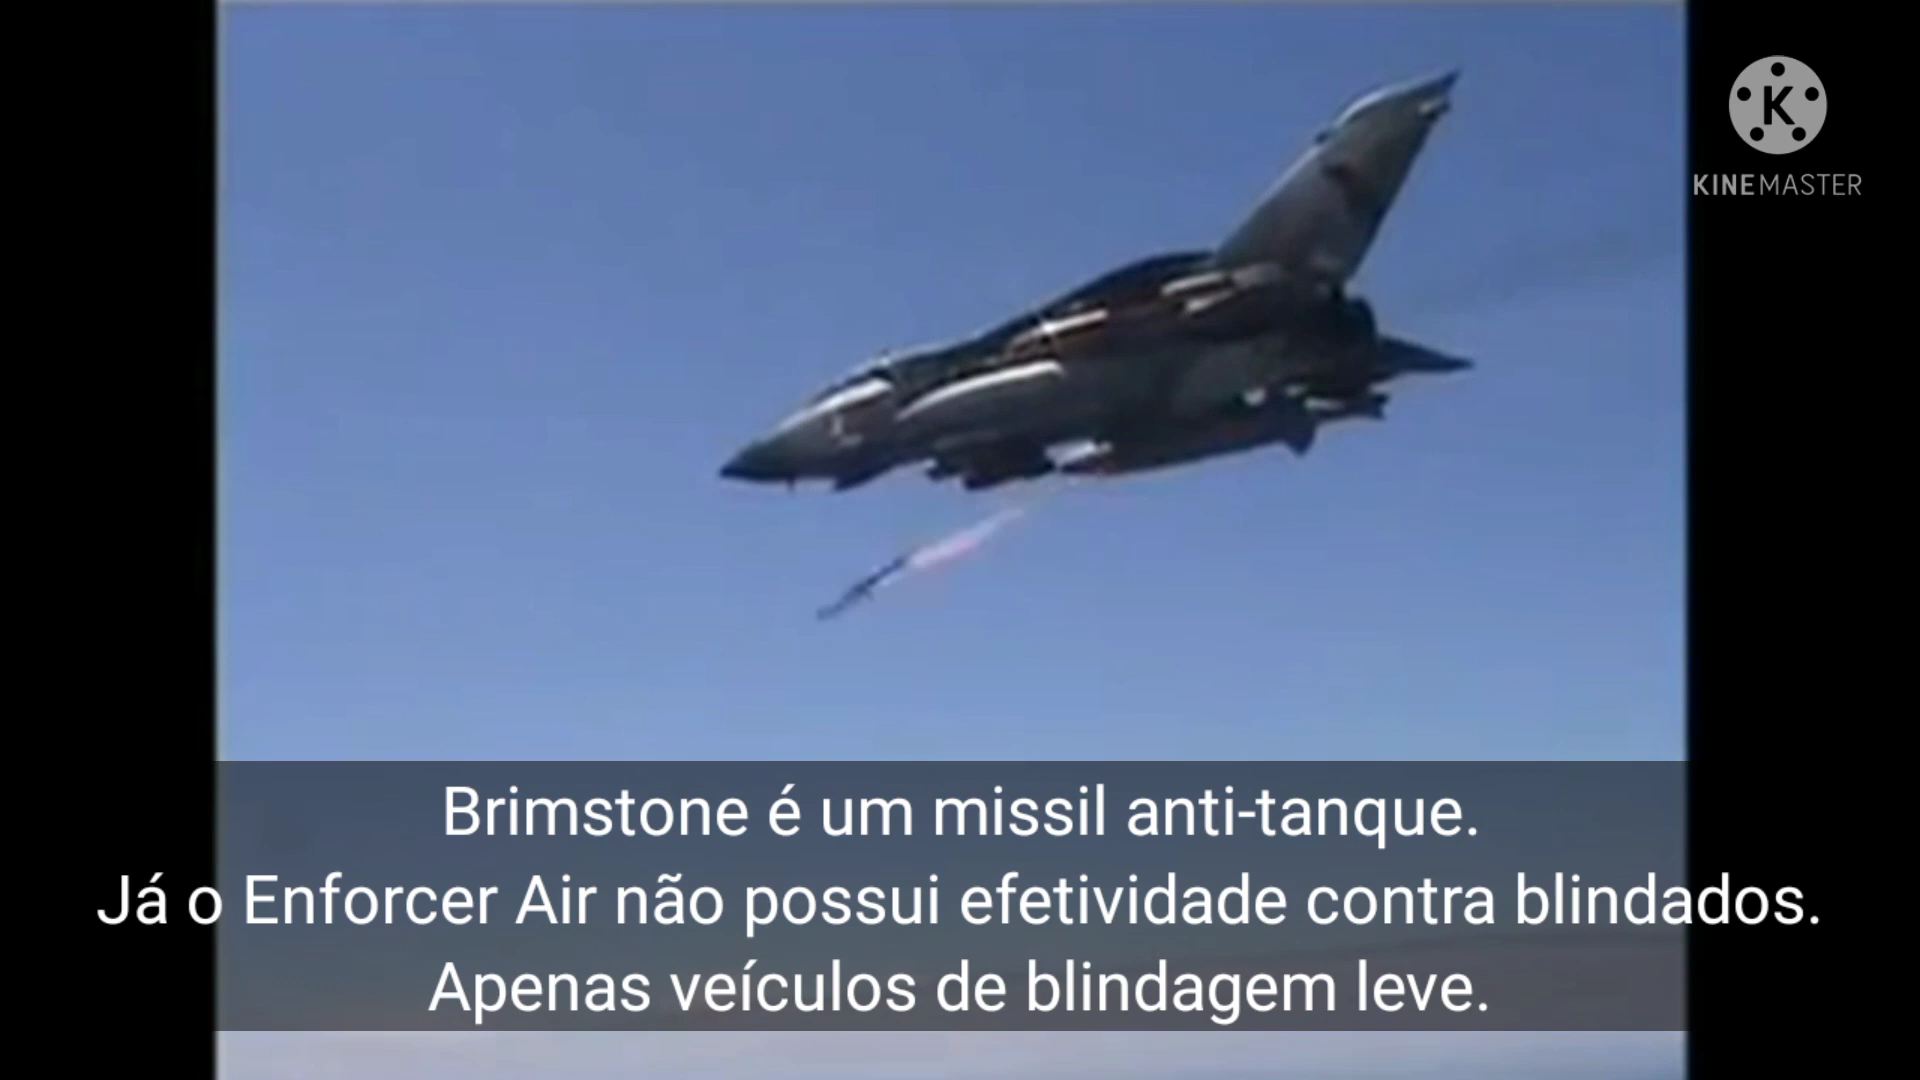 K
KINEMASTER
Brimstone é um missil anti-tanque.
Já o Enforcer Air não possui efetividade contra blindados.
Apenas veículos de blindagem leve.